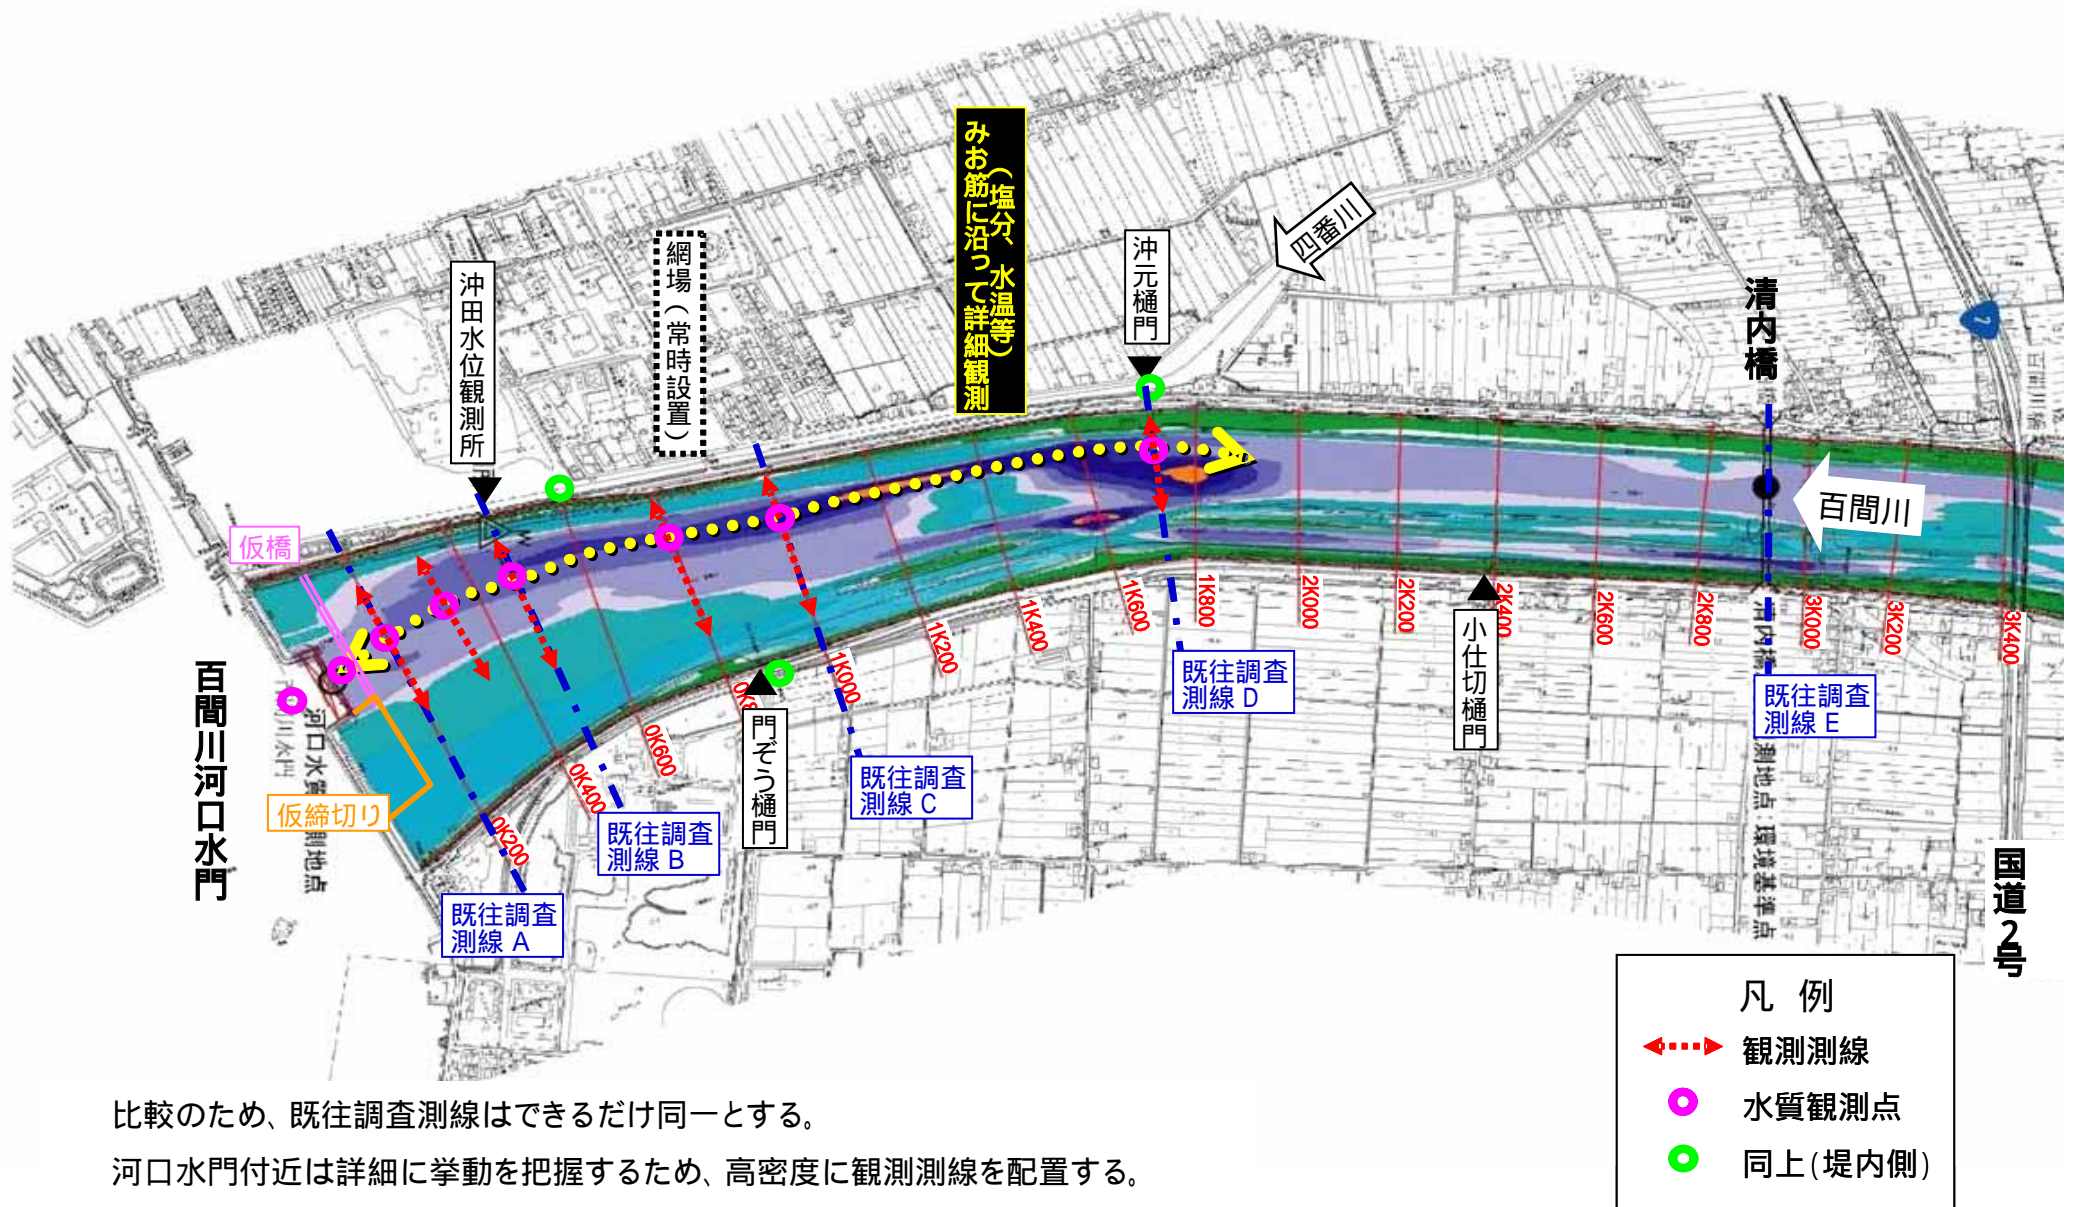 みお筋に沿って詳細観測
（塩分、水温等）
沖元樋門
四番川
網場（常時設置）
沖田水位観測所
清内橋
百間川
仮橋
百間川河口水門
仮締切り
0K200
0K400
0K600
1K000
1K200
1K400
1K600
1K800
2K000
2K200
2K400
2K600
2K800
3K000
3K200
3K400
門ぞう樋門
小仕切樋門
既往調査
測線 A
既往調査
測線 B
既往調査
測線 C
既往調査
測線 D
既往調査
測線 E
国道2号
凡 例
観測測線
水質観測点
同上(堤内側)
比較のため、既往調査測線はできるだけ同一とする。
河口水門付近は詳細に挙動を把握するため、高密度に観測測線を配置する。